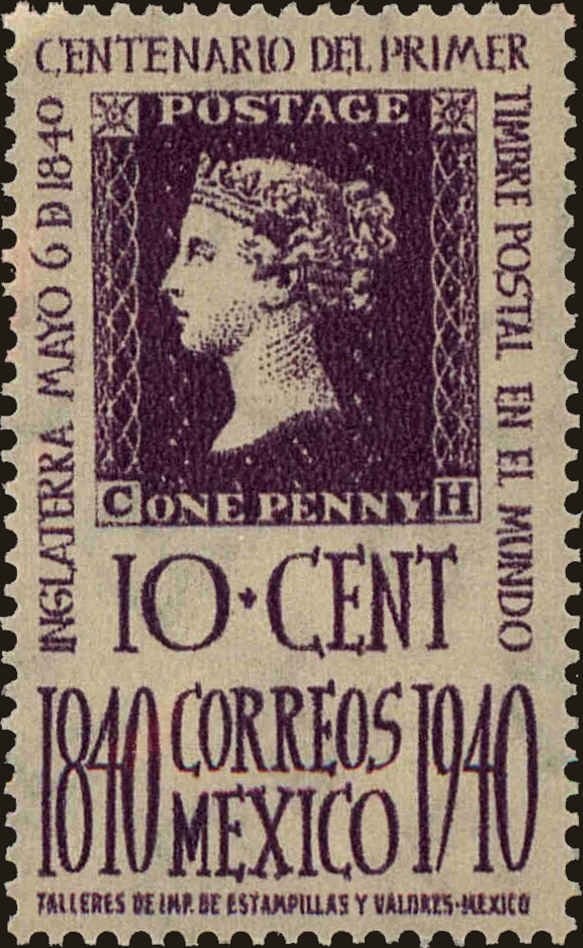 CENTENARIO DEL PRIMER
TIMBRE POSTAL EN EL MUNDO
INGLATERRA MAYO 6 D 1840
POSTAGE
C ONE PENNY H
10 · CENT
1840 CORREOS 1940
MEXICO
TALLERES DE IMP. DE ESTAMPILLAS Y VALORES-MEXICO